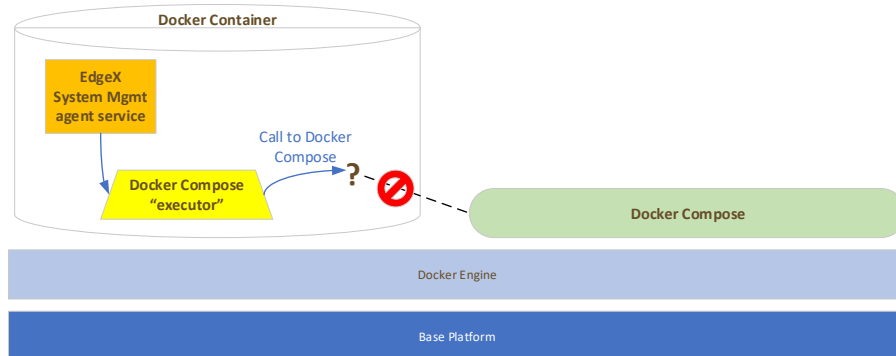 Docker Container
EdgeX
System Mgmt
agent service
Call to Docker
Compose
?
Docker Compose
“executor”
Docker Compose
Docker Engine
Base Platform